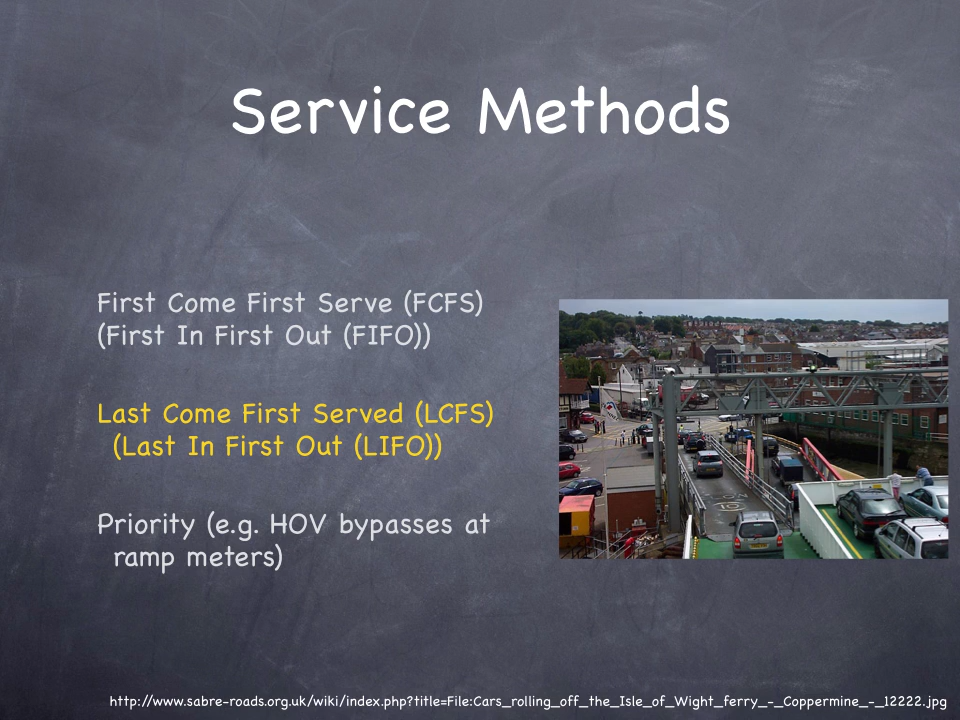 Service Methods
First Come First Serve (FCFS)
(First In First Out (FIFO))
Last Come First Served (LCFS)
(Last In First Out (LIFO))
Priority (e.g. HOV bypasses at
ramp meters)
http://www.sabre-roads.org.uk/wiki/index.php?title=File:Cars_rolling_off_the_Isle_of_Wight_ferry_-_Coppermine_-_12222.jpg